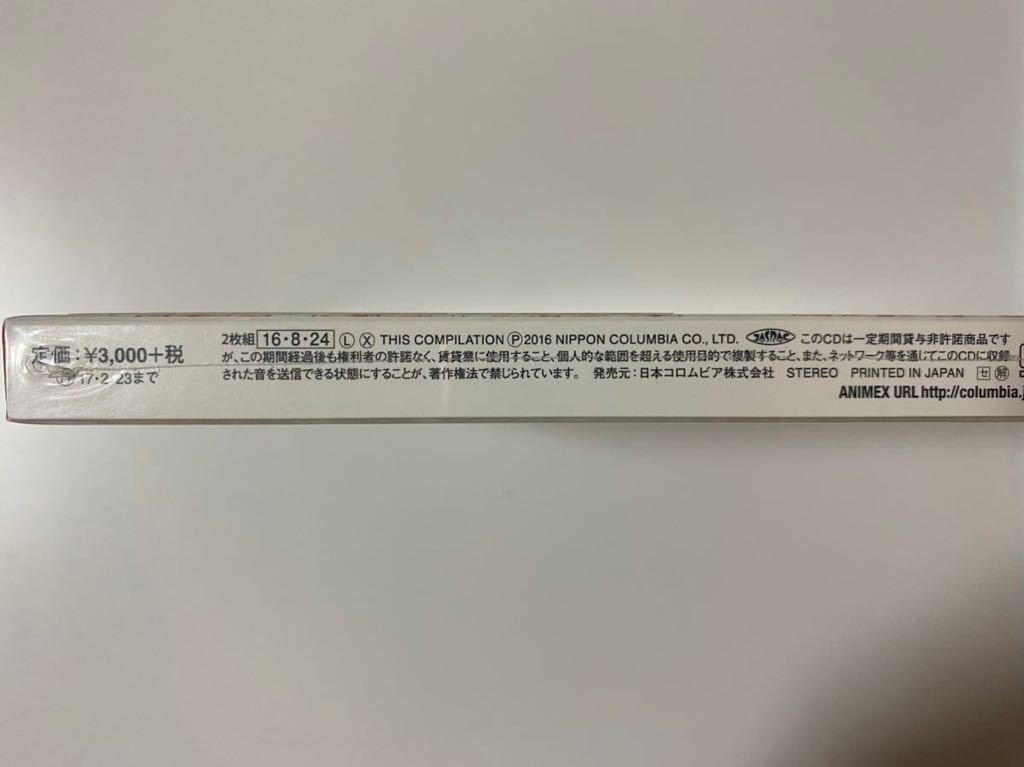 定価:¥3,000+税
再 17・2・23まで
2枚組 16・8・24 Ⓛ Ⓧ THIS COMPILATION Ⓟ2016 NIPPON COLUMBIA CO., LTD. JASRAC このCDは一定期間貸与非許諾商品です
が、この期間経過後も権利者の許諾なく、賃貸業に使用すること、個人的な範囲を超える使用目的で複製すること、また、ネットワーク等を通じてこのCDに収録
された音を送信できる状態にすることが、著作権法で禁じられています。 発売元:日本コロムビア株式会社 STEREO PRINTED IN JAPAN セ 解
ANIMEX URL http://columbia.j